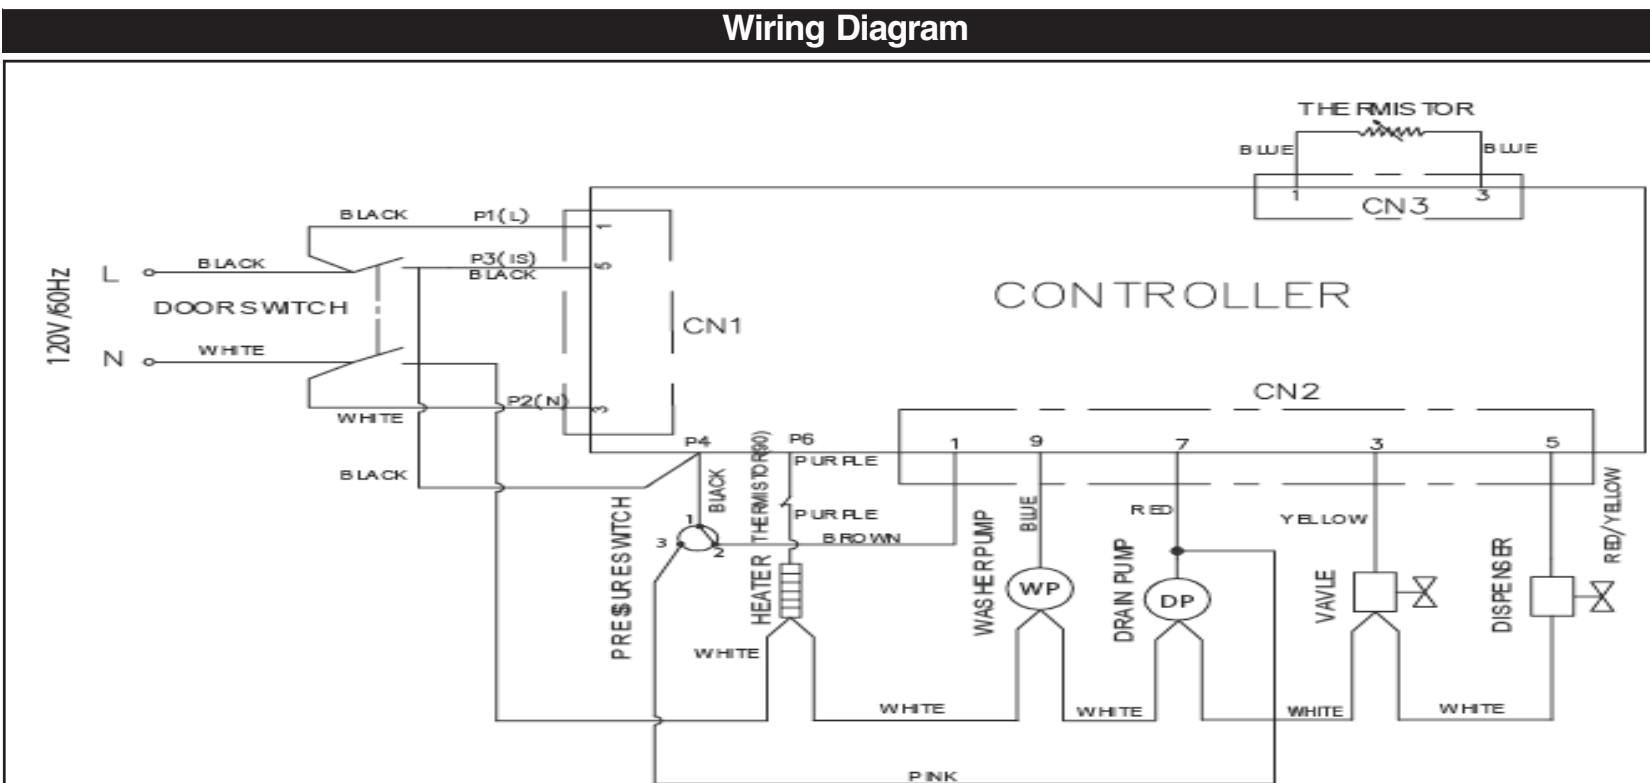 Wiring Diagram
THERMISTOR
BLUE
BLUE
1
3
CN3
BLACK
P1(L)
1
L
BLACK
P3(IS)
BLACK
5
120V/60Hz
DOOR SWITCH
CONTROLLER
CN1
N
WHITE
CN2
P2(N)
3
WHITE
P4
P6
1
9
7
3
5
PURPLE
BLACK
BLACK
PRESSURE SWITCH
HEATER THERMISTOR(90)
PURPLE
BLUE
RED
YELLOW
RED/YELLOW
1
3
2
BROWN
WASHER PUMP
WP
DRAIN PUMP
DP
VAVLE
DISPENSER
WHITE
WHITE
WHITE
WHITE
WHITE
PINK